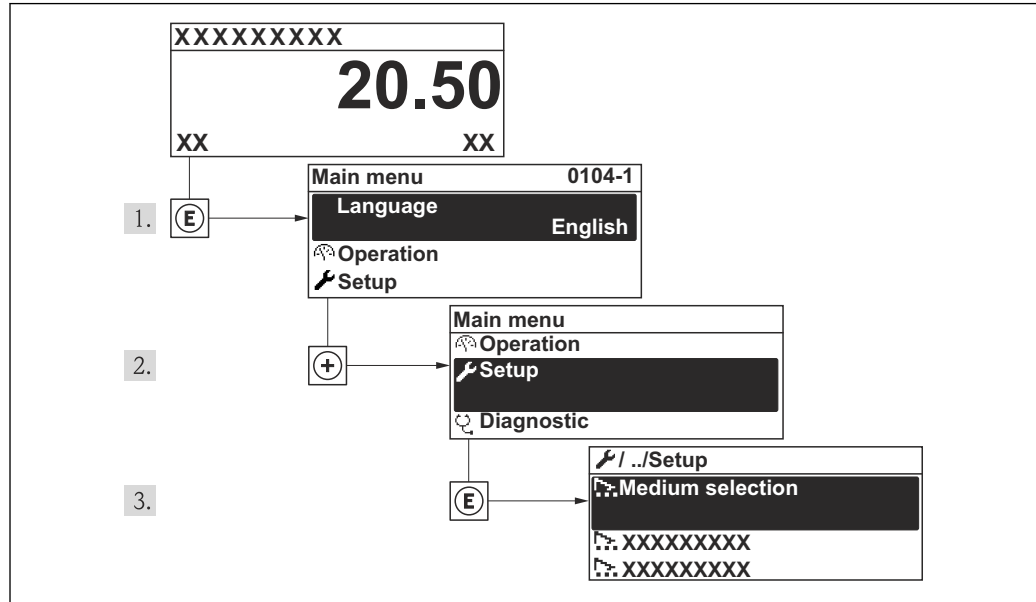 XXXXXXXXX
20.50
XX XX
Main menu 0104-1
Language
English
Operation
Setup
1. E
Main menu
Operation
Setup
Diagnostic
2. +
/ ../Setup
Medium selection
XXXXXXXXX
XXXXXXXXX
3. E